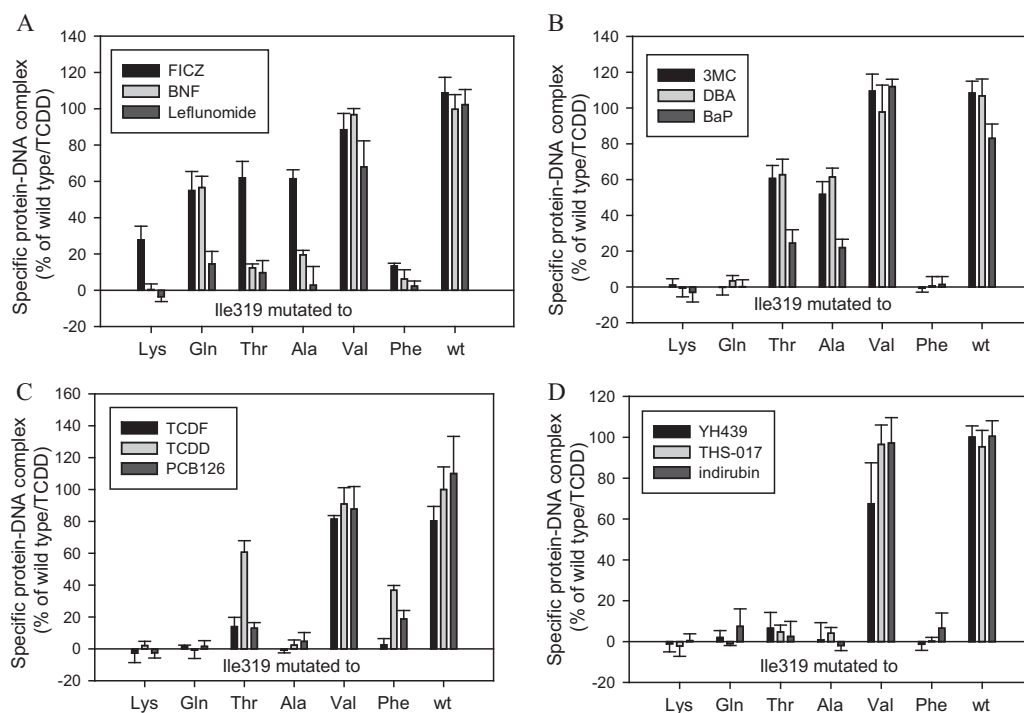 A
Specific protein-DNA complex
(% of wild type/TCDD)
140
120
100
80
60
40
20
0
-20
FICZ
BNF
Leflunomide
Ile319 mutated to
Lys Gln Thr Ala Val Phe wt
B
Specific protein-DNA complex
(% of wild type/TCDD)
140
120
100
80
60
40
20
0
-20
3MC
DBA
BaP
Ile319 mutated to
Lys Gln Thr Ala Val Phe wt
C
Specific protein-DNA complex
(% of wild type/TCDD)
160
140
120
100
80
60
40
20
0
-20
TCDF
TCDD
PCB126
Ile319 mutated to
Lys Gln Thr Ala Val Phe wt
D
Specific protein-DNA complex
(% of wild type/TCDD)
120
100
80
60
40
20
0
-20
YH439
THS-017
indirubin
Ile319 mutated to
Lys Gln Thr Ala Val Phe wt